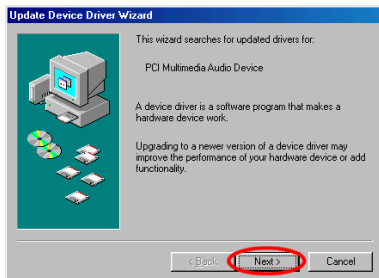 Update Device Driver Wizard
This wizard searches for updated drivers for:
PCI Multimedia Audio Device
A device driver is a software program that makes a
hardware device work.
Upgrading to a newer version of a device driver may
improve the performance of your hardware device or add
functionality.
< Back
Next >
Cancel